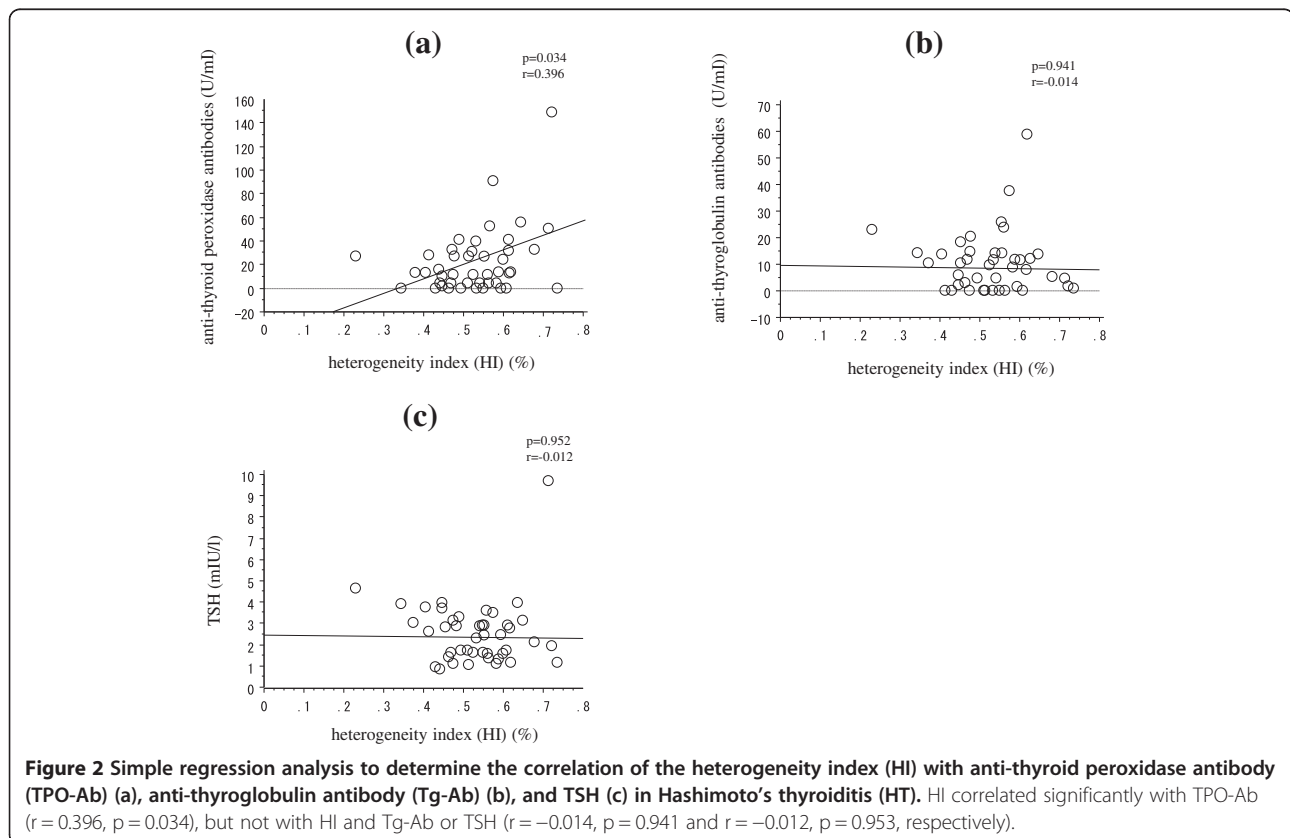 (a)
p=0.034
r=0.396
anti-thyroid peroxidase antibodies (U/ml)
160
140
120
100
80
60
40
20
0
-20
0 .1 .2 .3 .4 .5 .6 .7 .8
heterogeneity index (HI) (%)
(b)
p=0.941
r=-0.014
anti-thyroglobulin antibodies (U/ml))
70
60
50
40
30
20
10
0
-10
0 .1 .2 .3 .4 .5 .6 .7 .8
heterogeneity index (HI) (%)
(c)
p=0.952
r=-0.012
TSH (mIU/l)
10
9
8
7
6
5
4
3
2
1
0
0 .1 .2 .3 .4 .5 .6 .7 .8
heterogeneity index (HI) (%)
Figure 2 Simple regression analysis to determine the correlation of the heterogeneity index (HI) with anti-thyroid peroxidase antibody
(TPO-Ab) (a), anti-thyroglobulin antibody (Tg-Ab) (b), and TSH (c) in Hashimoto's thyroiditis (HT). HI correlated significantly with TPO-Ab
(r = 0.396, p = 0.034), but not with HI and Tg-Ab or TSH (r = −0.014, p = 0.941 and r = −0.012, p = 0.953, respectively).